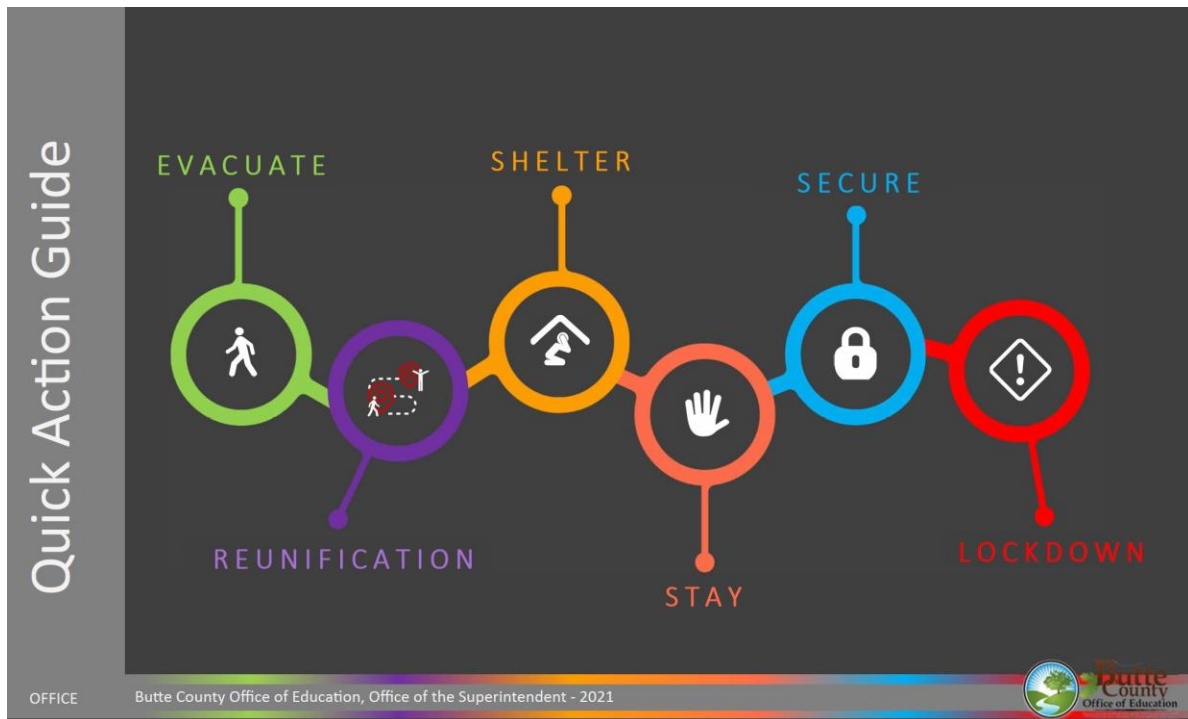 Quick Action Guide
EVACUATE
SHELTER
SECURE
REUNIFICATION
STAY
LOCKDOWN
OFFICE
Butte County Office of Education, Office of the Superintendent - 2021
Butte
County
Office of Education